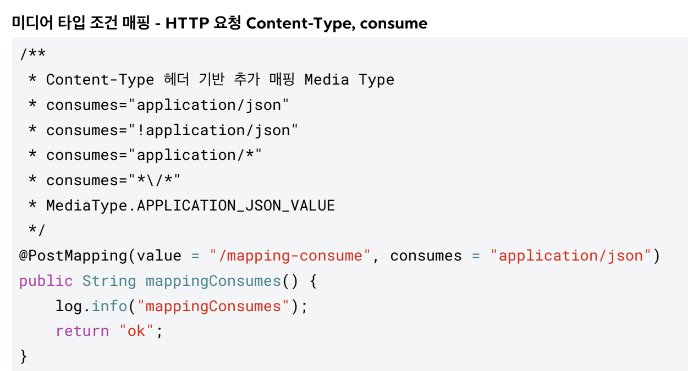 미디어 타입 조건 매핑 - HTTP 요청 Content-Type, consume
/**
 * Content-Type 헤더 기반 추가 매핑 Media Type
 * consumes="application/json"
 * consumes="!application/json"
 * consumes="application/*"
 * consumes="*\/*"
 * MediaType.APPLICATION_JSON_VALUE
 */
@PostMapping(value = "/mapping-consume", consumes = "application/json")
public String mappingConsumes() {
    log.info("mappingConsumes");
    return "ok";
}